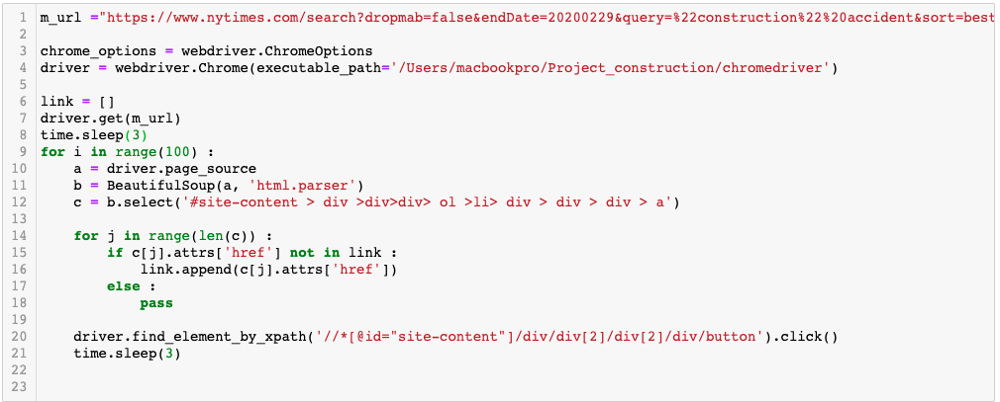 1 m_url ="https://www.nytimes.com/search?dropmab=false&endDate=20200229&query=%22construction%22%20accident&sort=best
2
3 chrome_options = webdriver.ChromeOptions
4 driver = webdriver.Chrome(executable_path='/Users/macbookpro/Project_construction/chromedriver')
5
6 link = []
7 driver.get(m_url)
8 time.sleep(3)
9 for i in range(100) :
10     a = driver.page_source
11     b = BeautifulSoup(a, 'html.parser')
12     c = b.select('#site-content > div >div>div> ol >li> div > div > div > a')
13
14     for j in range(len(c)) :
15         if c[j].attrs['href'] not in link :
16             link.append(c[j].attrs['href'])
17         else :
18             pass
19
20     driver.find_element_by_xpath('//*[@id="site-content"]/div/div[2]/div[2]/div/button').click()
21     time.sleep(3)
22
23